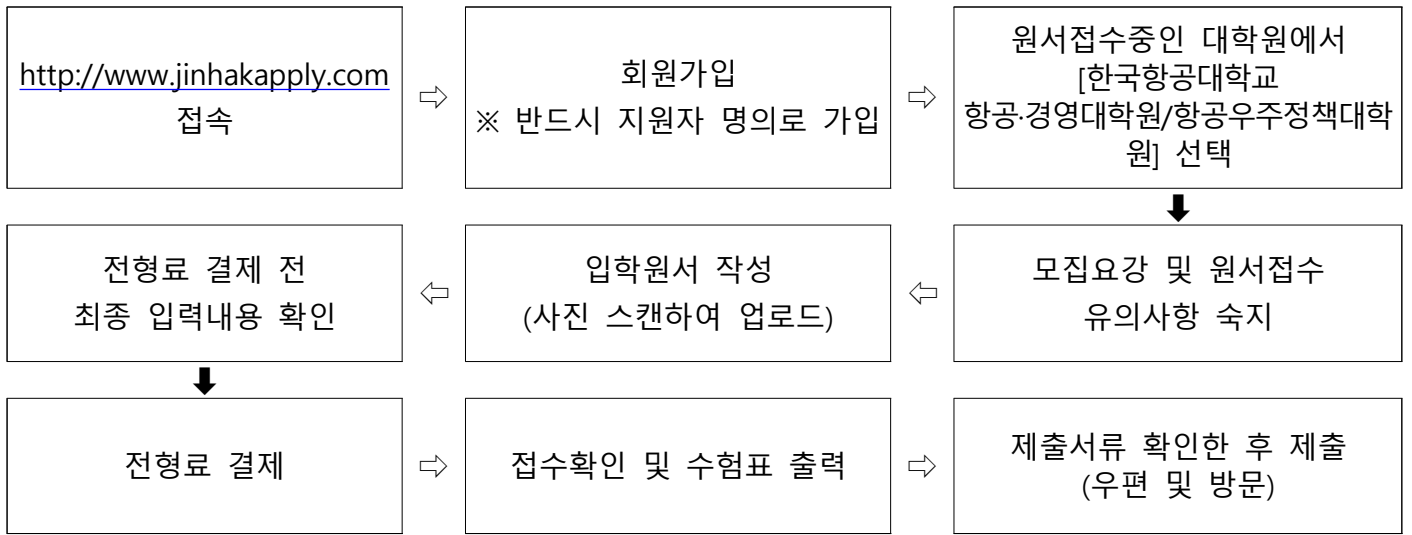 http://www.jinhakapply.com
접속
⇨
회원가입
※ 반드시 지원자 명의로 가입
⇨
원서접수중인 대학원에서
[한국항공대학교
항공·경영대학원/항공우주정책대학
원] 선택
모집요강 및 원서접수
유의사항 숙지
⇦
입학원서 작성
(사진 스캔하여 업로드)
⇦
전형료 결제 전
최종 입력내용 확인
전형료 결제
⇨
접수확인 및 수험표 출력
⇨
제출서류 확인한 후 제출
(우편 및 방문)